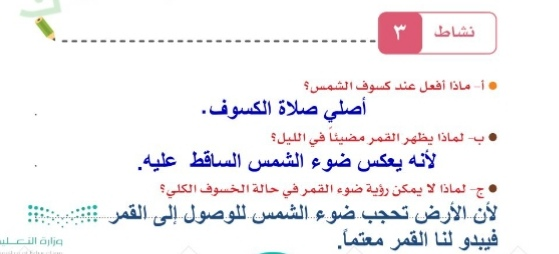 نشاط ٣
أ- ماذا أفعل عند كسوف الشمس؟
أصلي صلاة الكسوف.
ب- لماذا يظهر القمر مضيئاً في الليل؟
لأنه يعكس ضوء الشمس الساقط عليه.
ج- لماذا لا يمكن رؤية ضوء القمر في حالة الخسوف الكلي؟
لأن الأرض تحجب ضوء الشمس للوصول إلى القمر
فيبدو لنا القمر معتماً.
وزارة التعليم